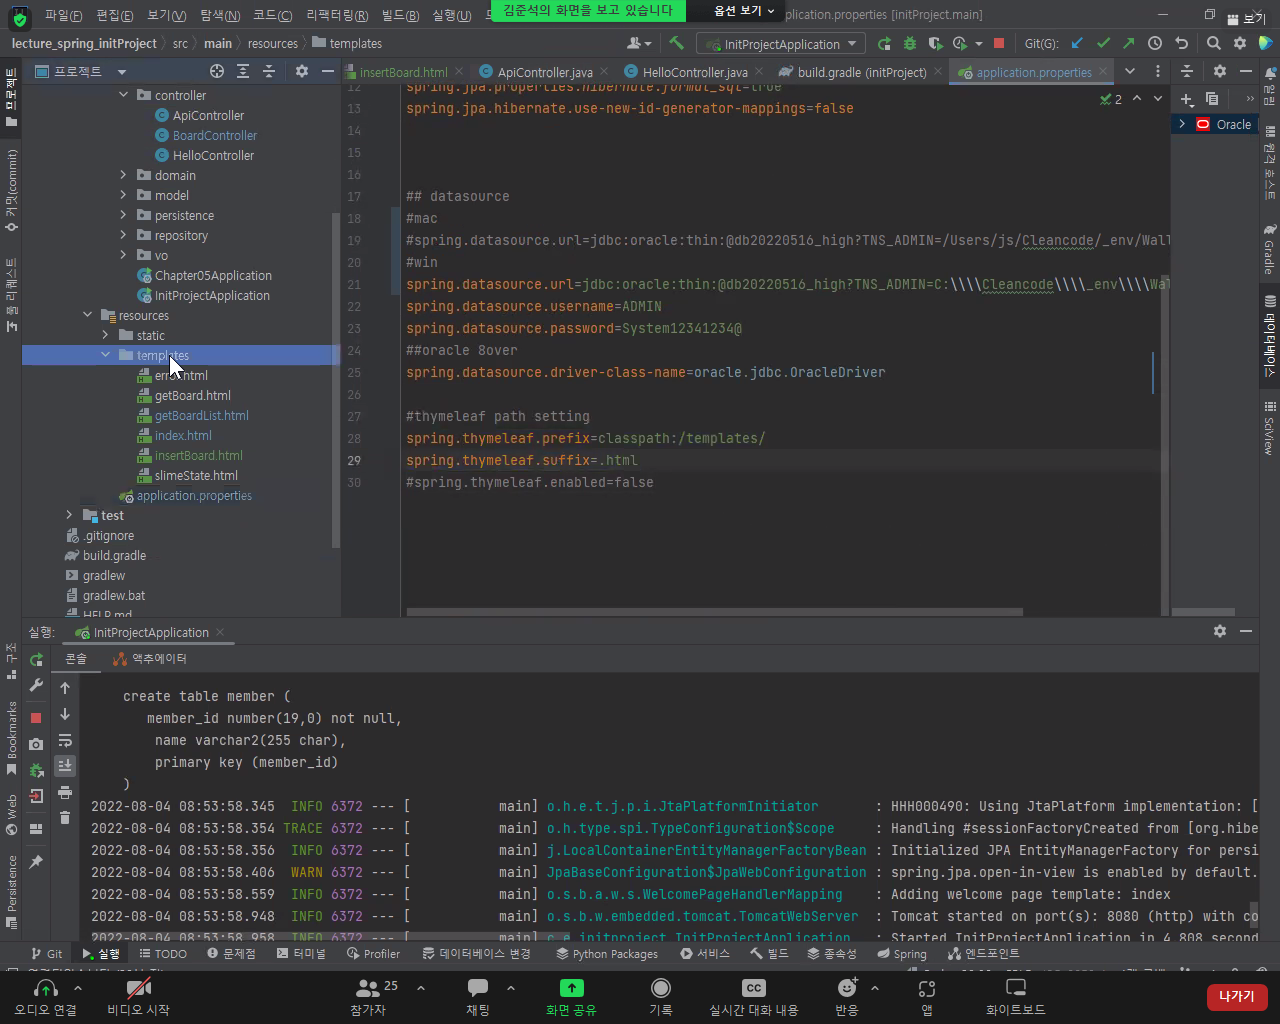 김준석의 화면을 보고 있습니다
옵션 보기
보기
파일(F) 편집(E) 보기(V) 탐색(N) 코드(C) 리팩터링(R) 빌드(B) 실행(U)
plication.properties [initProject.main]
lecture_spring_initProject
src
main
resources
templates
InitProjectApplication
Git(G):
프로젝트
insertBoard.html
ApiController.java
HelloController.java
build.gradle (initProject)
application.properties
controller
ApiController
BoardController
HelloController
domain
model
persistence
repository
vo
Chapter05Application
InitProjectApplication
resources
static
templates
getBoard.html
getBoardList.html
index.html
insertBoard.html
slimeState.html
application.properties
test
.gitignore
build.gradle
gradlew
gradlew.bat
HELP.md
12 spring.jpa.properties.hibernate.format_sql=true
13 spring.jpa.hibernate.use-new-id-generator-mappings=false
14
15
16
17 ## datasource
18 #mac
19 #spring.datasource.url=jdbc:oracle:thin:@db20220516_high?TNS_ADMIN=/Users/js/Cleancode/_env/Wall
20 #win
21 spring.datasource.url=jdbc:oracle:thin:@db20220516_high?TNS_ADMIN=C:\\\\Cleancode\\\\_env\\\\Wal
22 spring.datasource.username=ADMIN
23 spring.datasource.password=System12341234@
24 ##oracle 8over
25 spring.datasource.driver-class-name=oracle.jdbc.OracleDriver
26
27 #thymeleaf path setting
28 spring.thymeleaf.prefix=classpath:/templates/
29 spring.thymeleaf.suffix=.html
30 #spring.thymeleaf.enabled=false
2
Oracle
프로젝트
커밋(commit)
풀 리퀘스트
구조
Bookmarks
Web
Persistence
알림
원격 호스트
Gradle
데이터베이스
SciView
실행:
InitProjectApplication
콘솔
액추에이터
create table member (
member_id number(19,0) not null,
name varchar2(255 char),
primary key (member_id)
)
2022-08-04 08:53:58.345 INFO 6372 --- [ main] o.h.e.t.j.p.i.JtaPlatformInitiator : HHH000490: Using JtaPlatform implementation: [
2022-08-04 08:53:58.354 TRACE 6372 --- [ main] o.h.type.spi.TypeConfiguration$Scope : Handling #sessionFactoryCreated from [org.hibe
2022-08-04 08:53:58.356 INFO 6372 --- [ main] j.LocalContainerEntityManagerFactoryBean : Initialized JPA EntityManagerFactory for persi
2022-08-04 08:53:58.406 WARN 6372 --- [ main] JpaBaseConfiguration$JpaWebConfiguration : spring.jpa.open-in-view is enabled by default.
2022-08-04 08:53:58.559 INFO 6372 --- [ main] o.s.b.a.w.s.WelcomePageHandlerMapping : Adding welcome page template: index
2022-08-04 08:53:58.948 INFO 6372 --- [ main] o.s.b.w.embedded.tomcat.TomcatWebServer : Tomcat started on port(s): 8080 (http) with co
2022-08-04 08:53:58.958 INFO 6372 --- [ main] c.e.initproject.InitProjectApplication : Started InitProjectApplication in 4.808 second
Git
실행
TODO
문제점
터미널
Profiler
데이터베이스 변경
Python Packages
서비스
빌드
종속성
Spring
엔드포인트
오디오 연결
비디오 시작
25
참가자
채팅
화면 공유
기록
CC
실시간 대화 내용
반응
앱
화이트보드
나가기